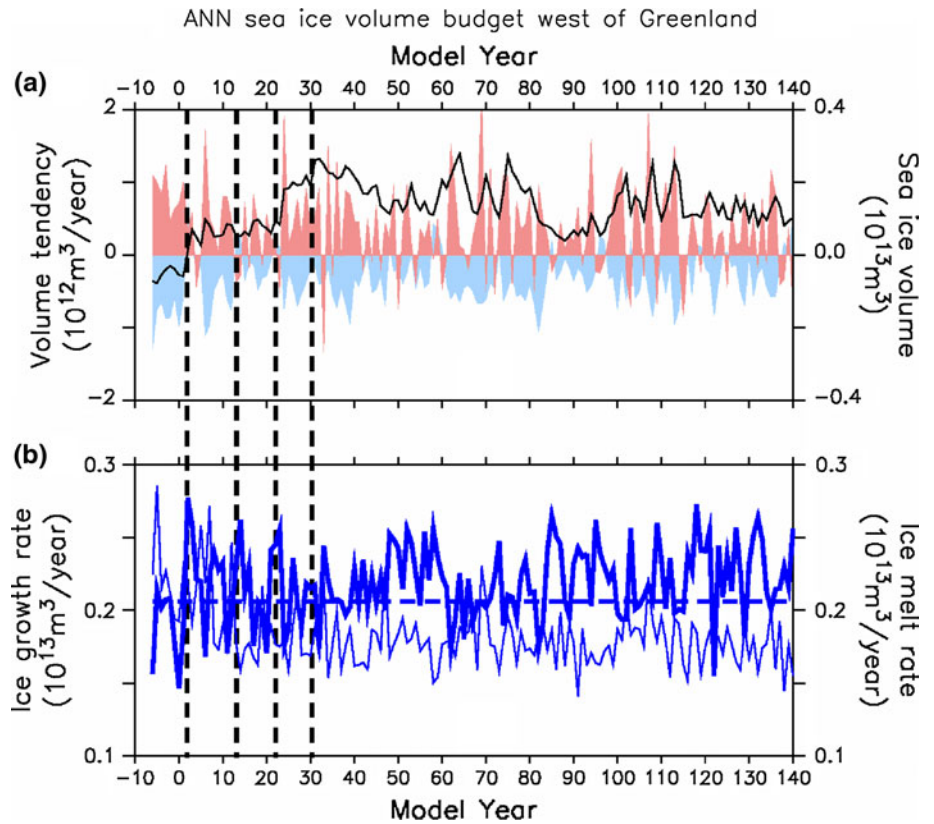 ANN sea ice volume budget west of Greenland
Model Year
(a)
-10 0 10 20 30 40 50 60 70 80 90 100 110 120 130 140
2 0.4
Volume tendency
(10¹²m³/year)
1
0 0.0
-1
-2 -0.4
Sea ice volume
(10¹³m³)
(b)
0.3 0.3
Ice growth rate
(10¹³m³/year)
0.2 0.2
Ice melt rate
(10¹³m³/year)
0.1 0.1
-10 0 10 20 30 40 50 60 70 80 90 100 110 120 130 140
Model Year